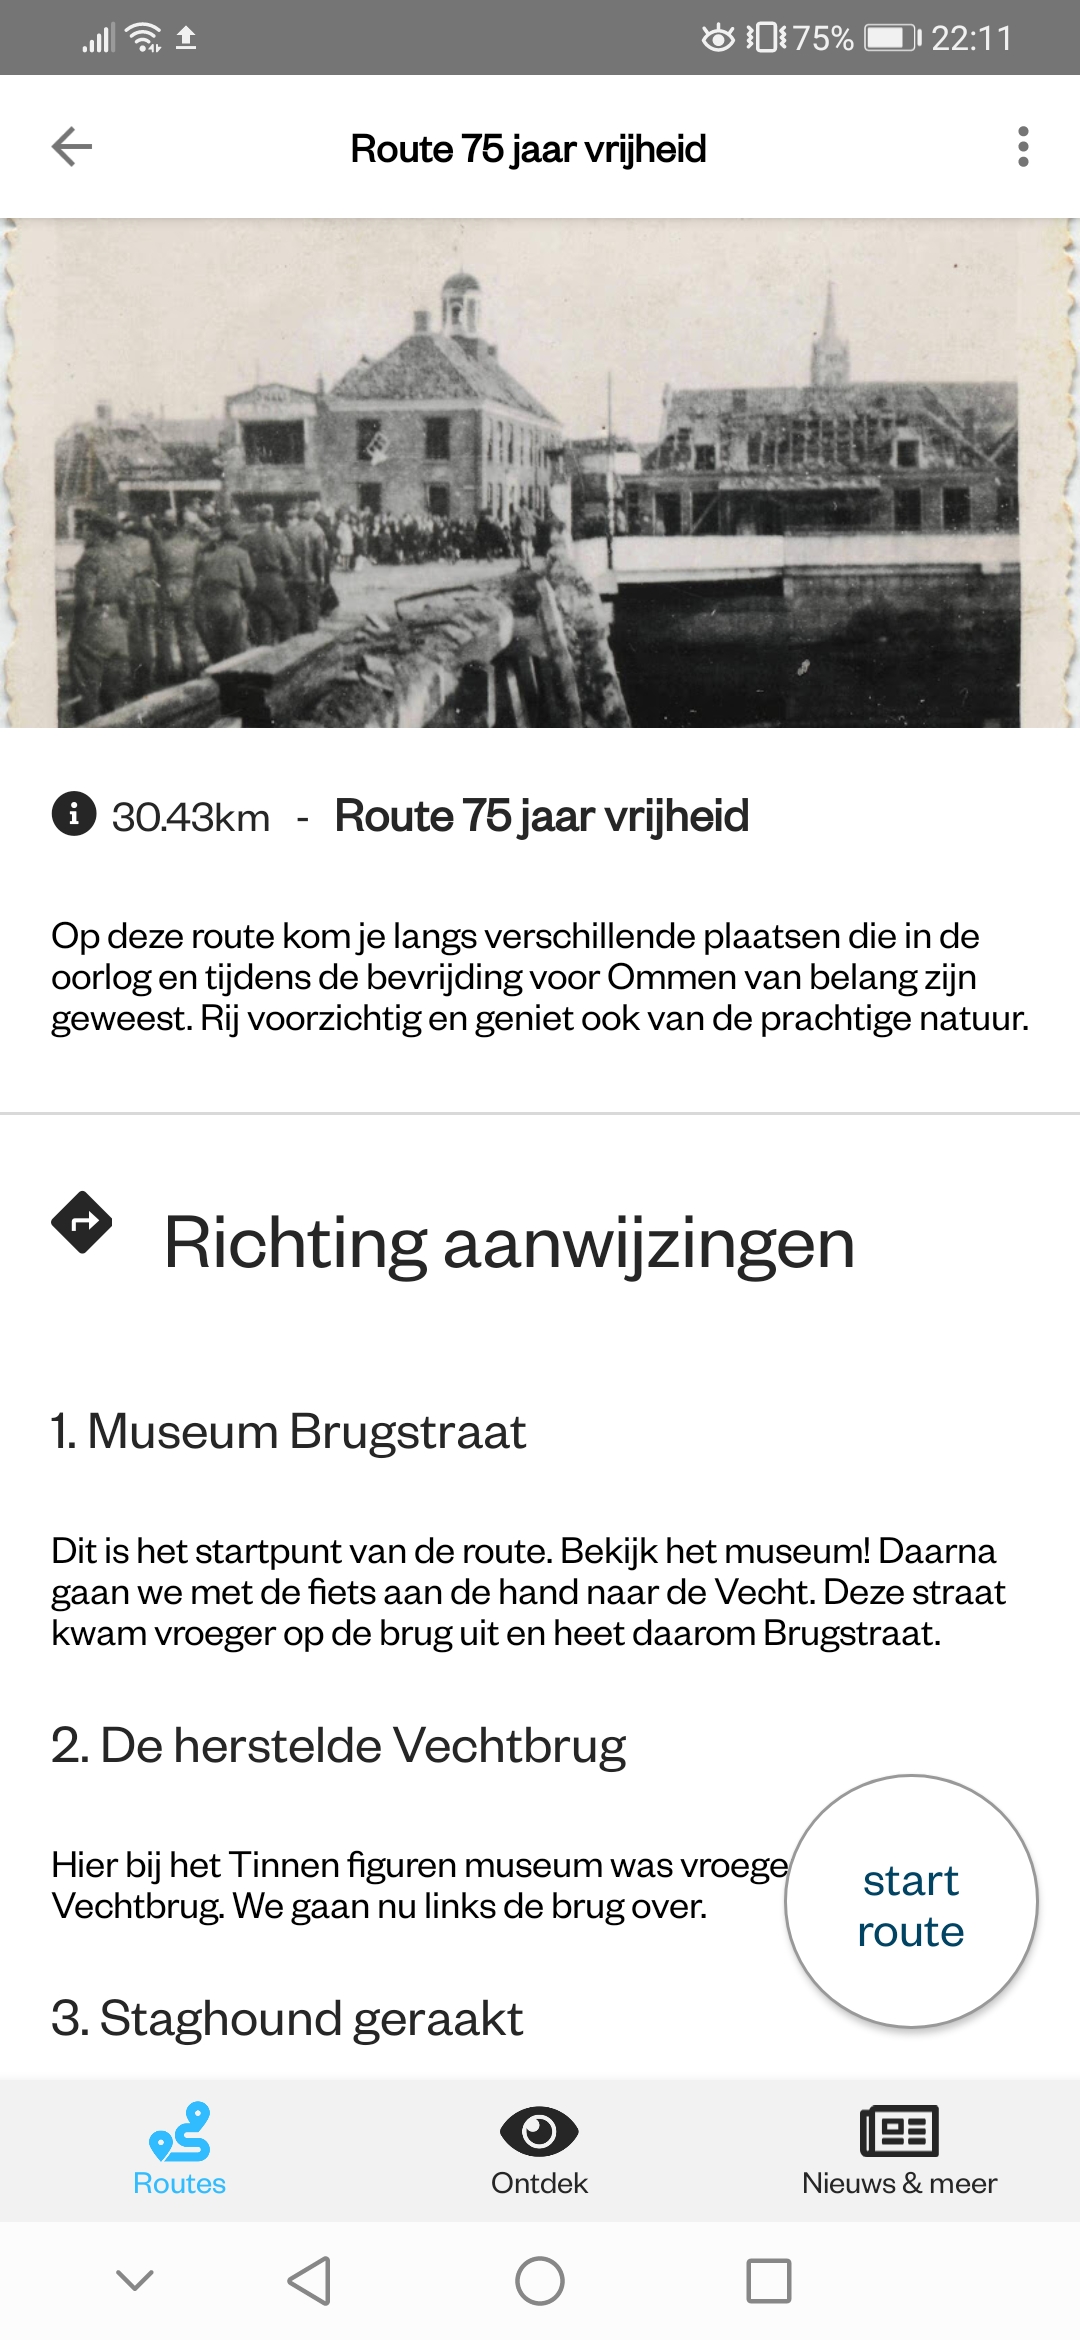 75% 22:11
Route 75 jaar vrijheid
30.43km - Route 75 jaar vrijheid
Op deze route kom je langs verschillende plaatsen die in de
oorlog en tijdens de bevrijding voor Ommen van belang zijn
geweest. Rij voorzichtig en geniet ook van de prachtige natuur.
Richting aanwijzingen
1. Museum Brugstraat
Dit is het startpunt van de route. Bekijk het museum! Daarna
gaan we met de fiets aan de hand naar de Vecht. Deze straat
kwam vroeger op de brug uit en heet daarom Brugstraat.
2. De herstelde Vechtbrug
Hier bij het Tinnen figuren museum was vroege
Vechtbrug. We gaan nu links de brug over.
start
route
3. Staghound geraakt
Routes
Ontdek
Nieuws & meer